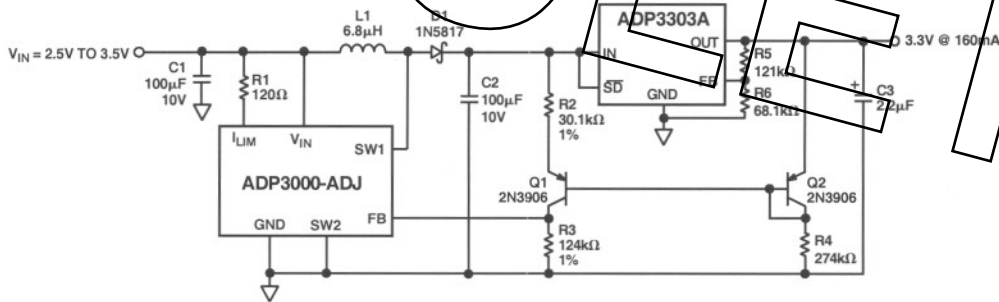 L1
6.8µH
D1
1N5817
ADP3303A
IN
OUT
SD
FB
GND
V_IN = 2.5V TO 3.5V
3.3V @ 160mA
C1
100µF
10V
R1
120Ω
C2
100µF
10V
R2
30.1kΩ
1%
R5
121kΩ
R6
68.1kΩ
C3
2.2µF
+
I_LIM
V_IN
SW1
ADP3000-ADJ
FB
GND
SW2
Q1
2N3906
Q2
2N3906
R3
124kΩ
1%
R4
274kΩ